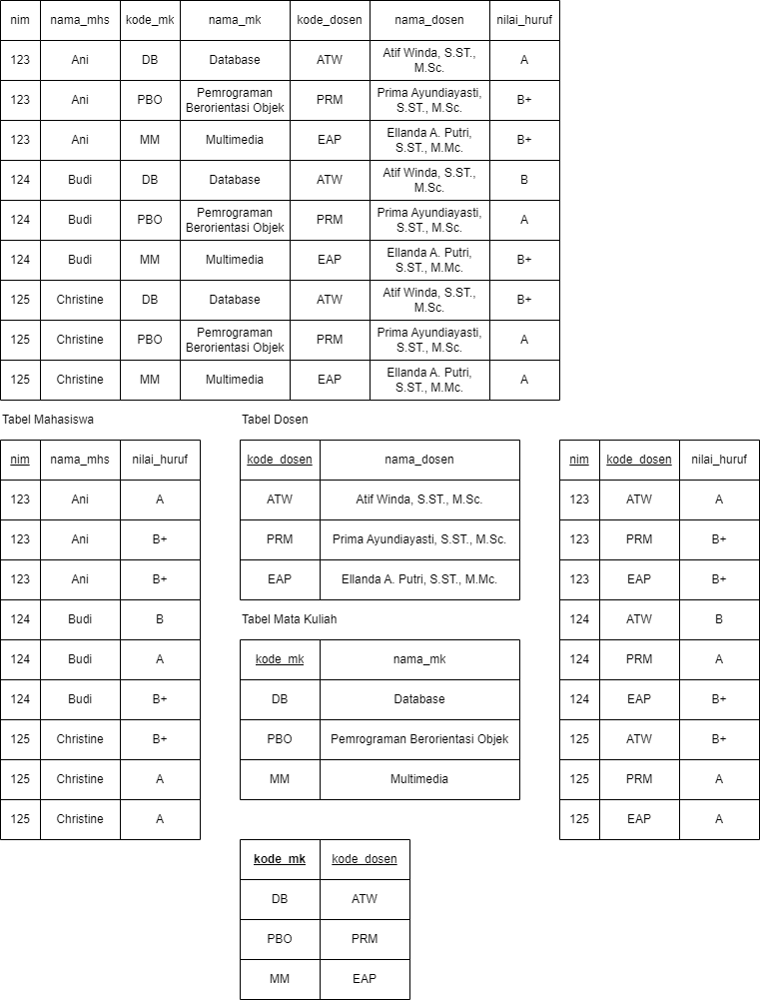 nim nama_mhs kode_mk nama_mk kode_dosen nama_dosen nilai_huruf
123 Ani DB Database ATW Atif Winda, S.ST., M.Sc. A
123 Ani PBO Pemrograman Berorientasi Objek PRM Prima Ayundiayasti, S.ST., M.Sc. B+
123 Ani MM Multimedia EAP Ellanda A. Putri, S.ST., M.Mc. B+
124 Budi DB Database ATW Atif Winda, S.ST., M.Sc. B
124 Budi PBO Pemrograman Berorientasi Objek PRM Prima Ayundiayasti, S.ST., M.Sc. A
124 Budi MM Multimedia EAP Ellanda A. Putri, S.ST., M.Mc. B+
125 Christine DB Database ATW Atif Winda, S.ST., M.Sc. B+
125 Christine PBO Pemrograman Berorientasi Objek PRM Prima Ayundiayasti, S.ST., M.Sc. A
125 Christine MM Multimedia EAP Ellanda A. Putri, S.ST., M.Mc. A
Tabel Mahasiswa
nim nama_mhs nilai_huruf
123 Ani A
123 Ani B+
123 Ani B+
124 Budi B
124 Budi A
124 Budi B+
125 Christine B+
125 Christine A
125 Christine A
Tabel Dosen
kode_dosen nama_dosen
ATW Atif Winda, S.ST., M.Sc.
PRM Prima Ayundiayasti, S.ST., M.Sc.
EAP Ellanda A. Putri, S.ST., M.Mc.
Tabel Mata Kuliah
kode_mk nama_mk
DB Database
PBO Pemrograman Berorientasi Objek
MM Multimedia
kode_mk kode_dosen
DB ATW
PBO PRM
MM EAP
nim kode_dosen nilai_huruf
123 ATW A
123 PRM B+
123 EAP B+
124 ATW B
124 PRM A
124 EAP B+
125 ATW B+
125 PRM A
125 EAP A